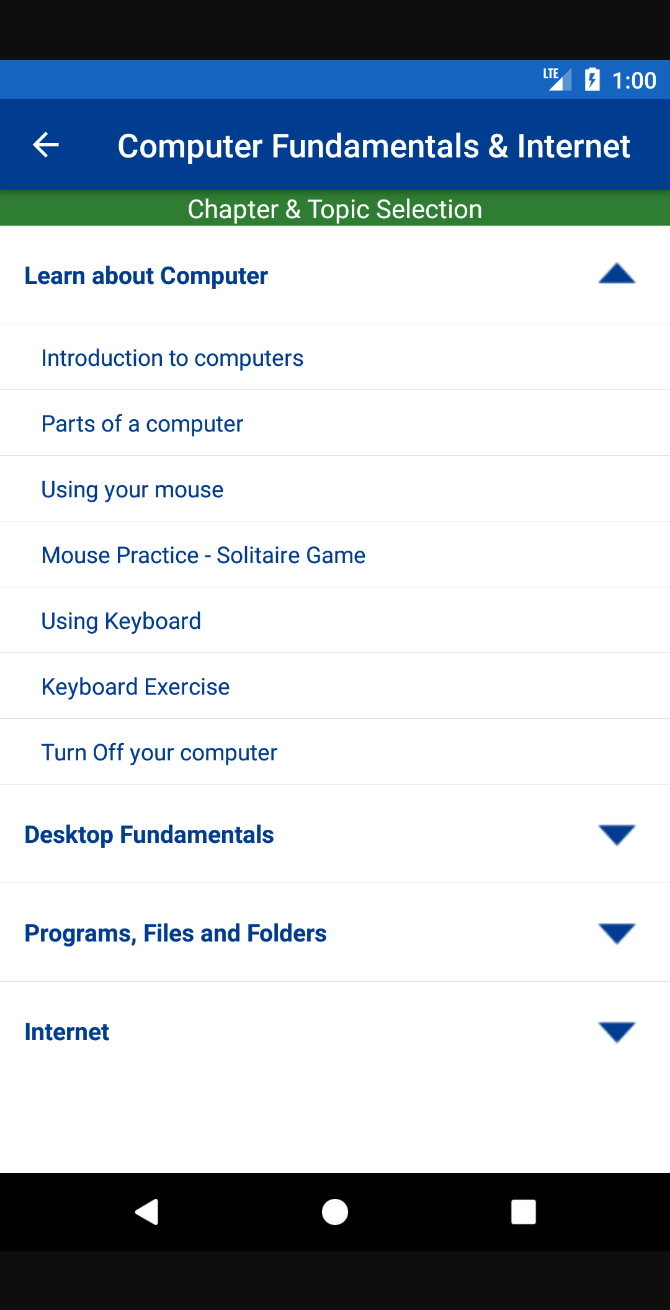 LTE 1:00
Computer Fundamentals & Internet
Chapter & Topic Selection
Learn about Computer
Introduction to computers
Parts of a computer
Using your mouse
Mouse Practice - Solitaire Game
Using Keyboard
Keyboard Exercise
Turn Off your computer
Desktop Fundamentals
Programs, Files and Folders
Internet